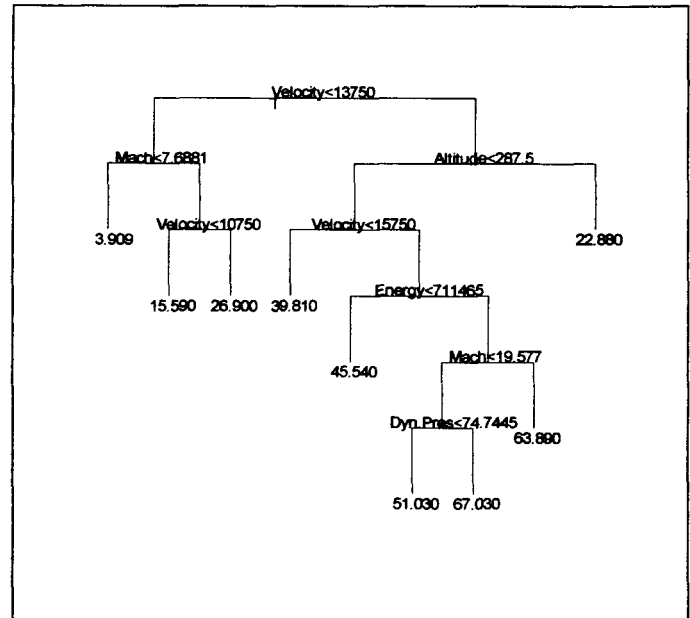 Velocity<13750
Mach<7.6881
Altitude<287.5
3.909
Velocity<10750
Velocity<15750
22.880
15.590
26.900
39.810
Energy<711465
45.540
Mach<19.577
Dyn.Pres<74.7445
63.890
51.030
67.030